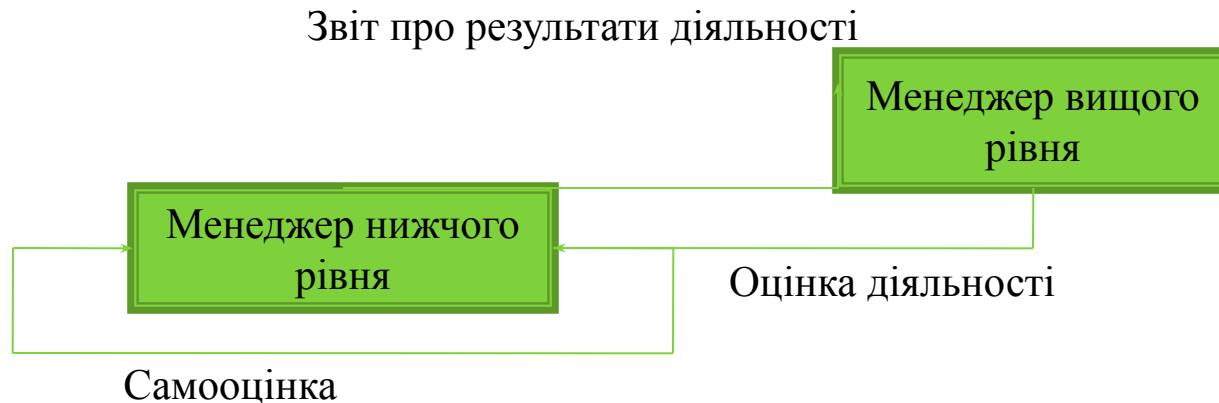 Звіт про результати діяльності
Менеджер вищого
рівня
Менеджер нижчого
рівня
Оцінка діяльності
Самооцінка